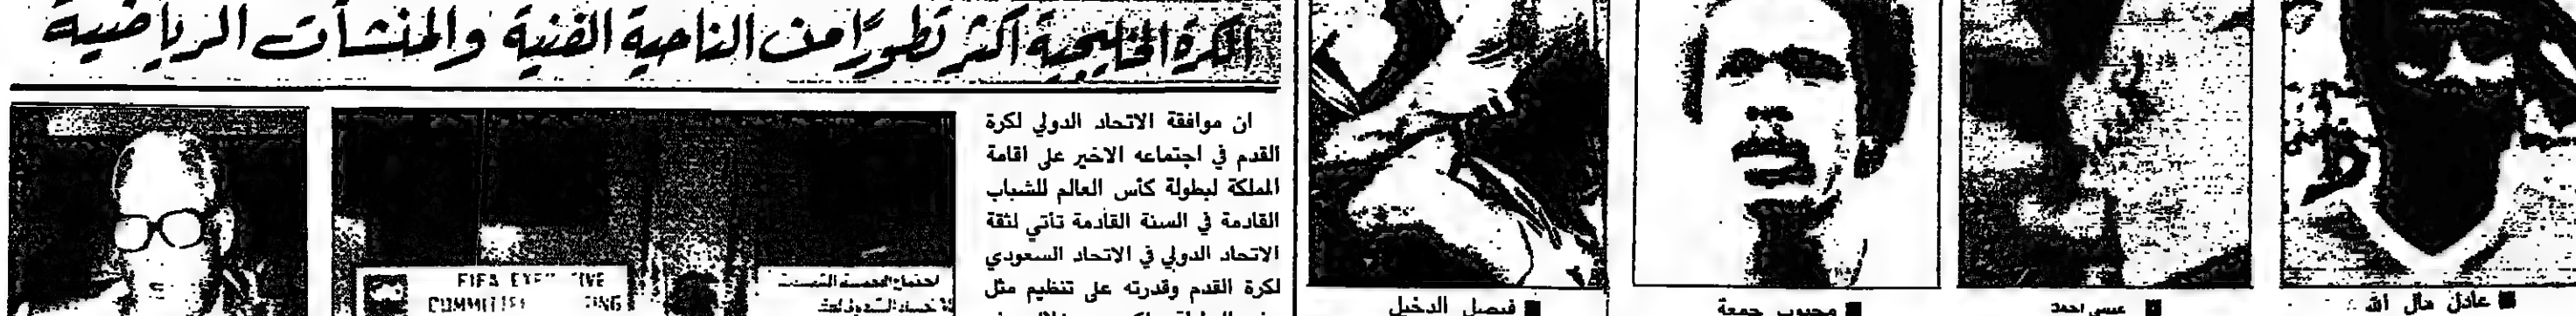 الكرة الخليجية أكثر تطوراً من الناحية الفنية والمنشآت الرياضية
ان موافقة الاتحاد الدولي لكرة
القدم في اجتماعه الاخير على اقامة
المملكة لبطولة كأس العالم للشباب
القادمة في السنة القادمة تأتي لثقة
الاتحاد الدولي في الاتحاد السعودي
لكرة القدم وقدرته على تنظيم مثل
FIFA
عادل مال الله
عيسى احمد
محبوب جمعة
فيصل الدخيل